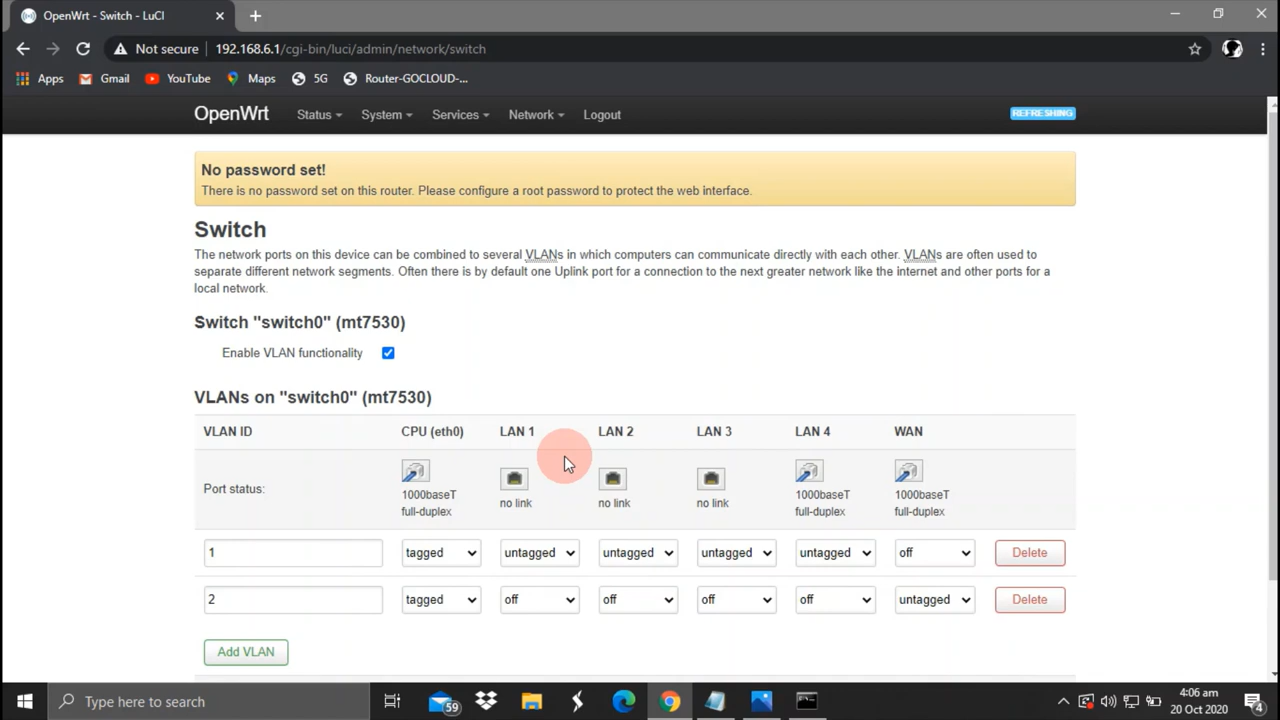 OpenWrt - Switch - LuCI
Not secure 192.168.6.1/cgi-bin/luci/admin/network/switch
Apps Gmail YouTube Maps 5G Router-GOCLOUD-...
OpenWrt Status System Services Network Logout REFRESHING
No password set!
There is no password set on this router. Please configure a root password to protect the web interface.
Switch
The network ports on this device can be combined to several VLANs in which computers can communicate directly with each other. VLANs are often used to
separate different network segments. Often there is by default one Uplink port for a connection to the next greater network like the internet and other ports for a
local network.
Switch "switch0" (mt7530)
Enable VLAN functionality
VLANs on "switch0" (mt7530)
VLAN ID CPU (eth0) LAN 1 LAN 2 LAN 3 LAN 4 WAN
Port status: 1000baseT full-duplex no link no link no link 1000baseT full-duplex 1000baseT full-duplex
1 tagged untagged untagged untagged untagged off Delete
2 tagged off off off off untagged Delete
Add VLAN
Type here to search 59 4:06 am
20 Oct 2020 4